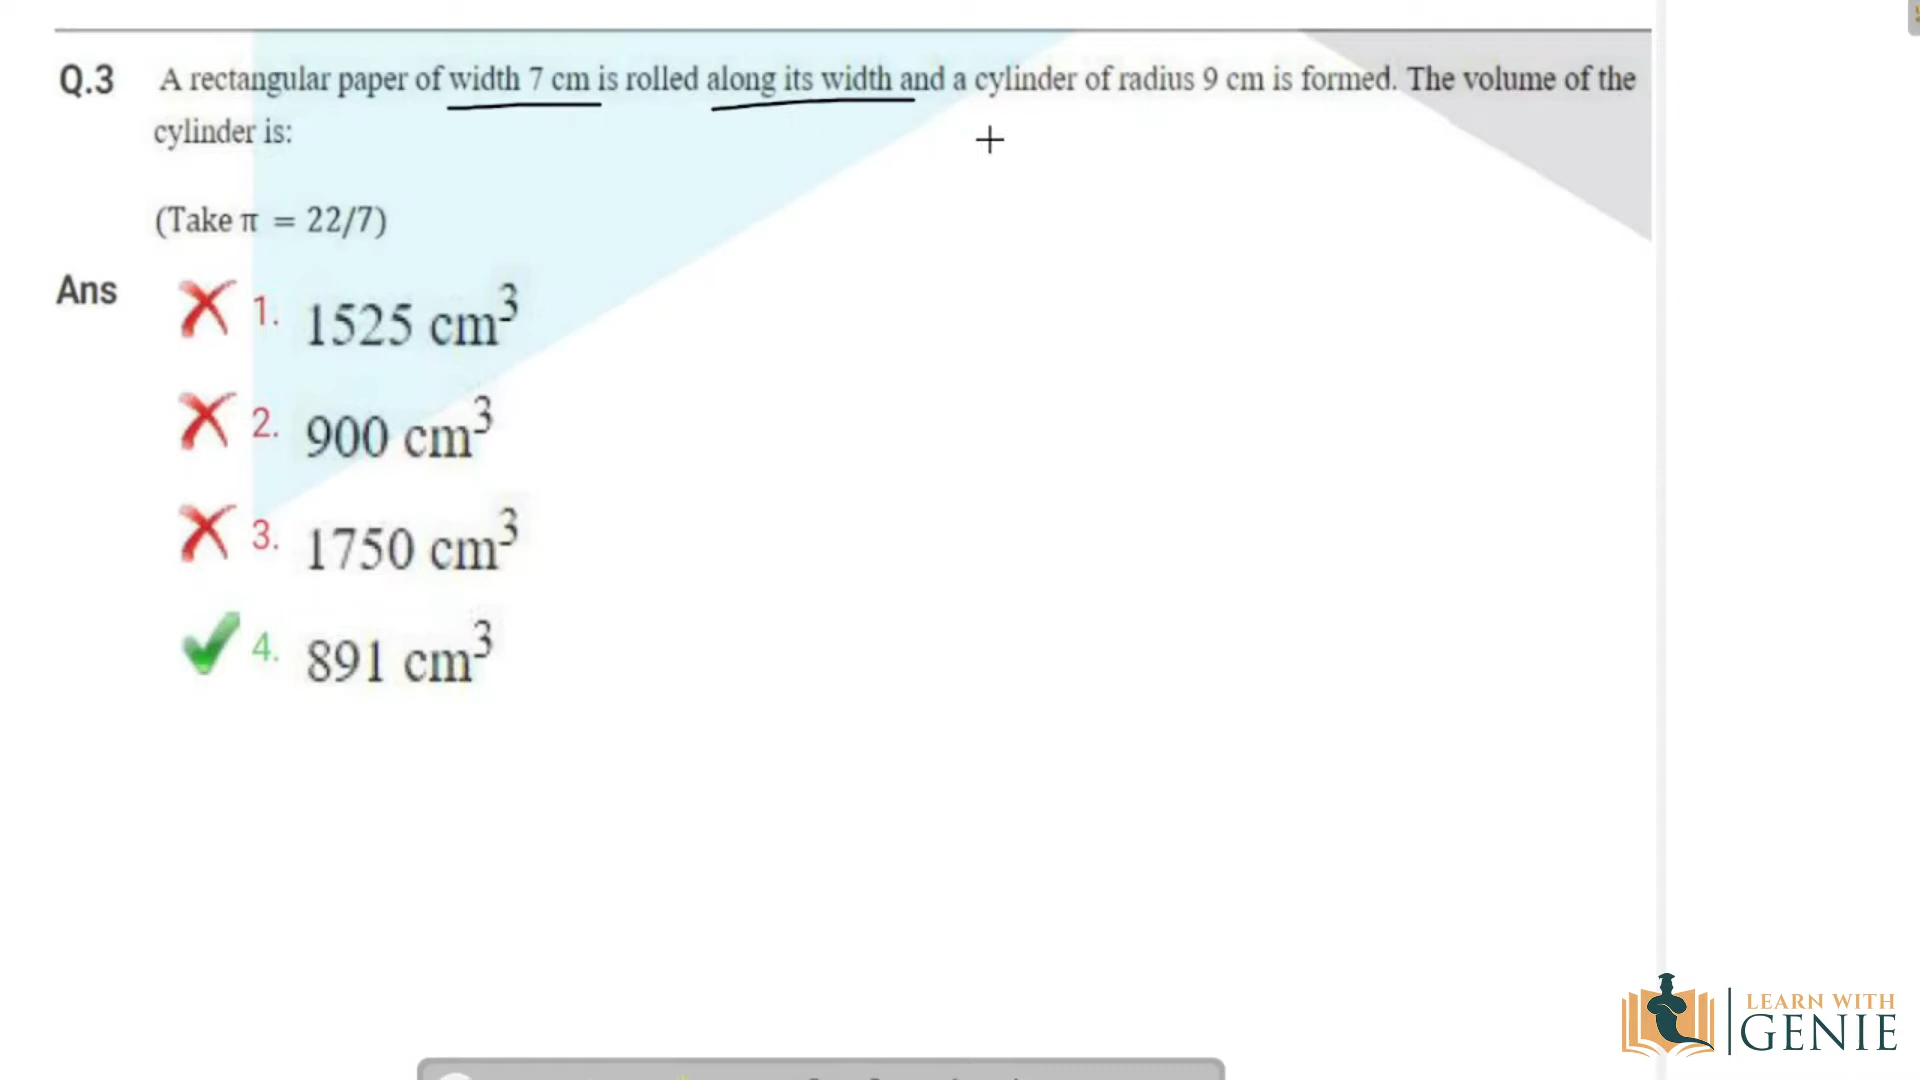 Q.3 A rectangular paper of width 7 cm is rolled along its width and a cylinder of radius 9 cm is formed. The volume of the
cylinder is:
(Take π = 22/7)
Ans
1. 1525 cm³
2. 900 cm³
3. 1750 cm³
4. 891 cm³
LEARN WITH
GENIE